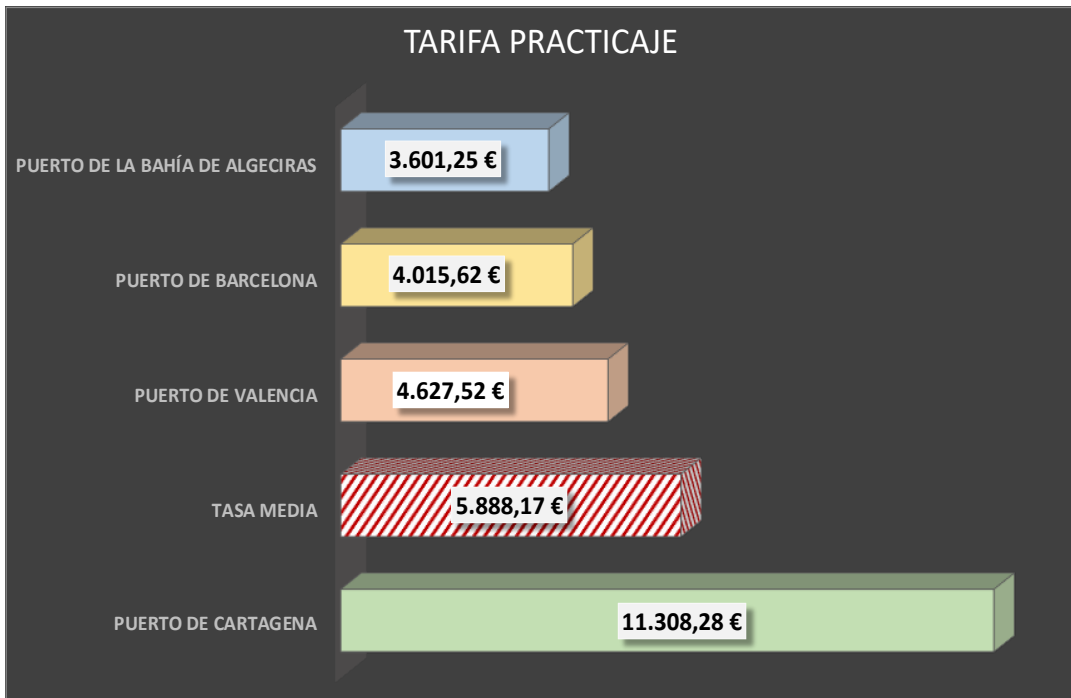 TARIFA PRACTICAJE
PUERTO DE LA BAHÍA DE ALGECIRAS
3.601,25 €
PUERTO DE BARCELONA
4.015,62 €
PUERTO DE VALENCIA
4.627,52 €
TASA MEDIA
5.888,17 €
PUERTO DE CARTAGENA
11.308,28 €